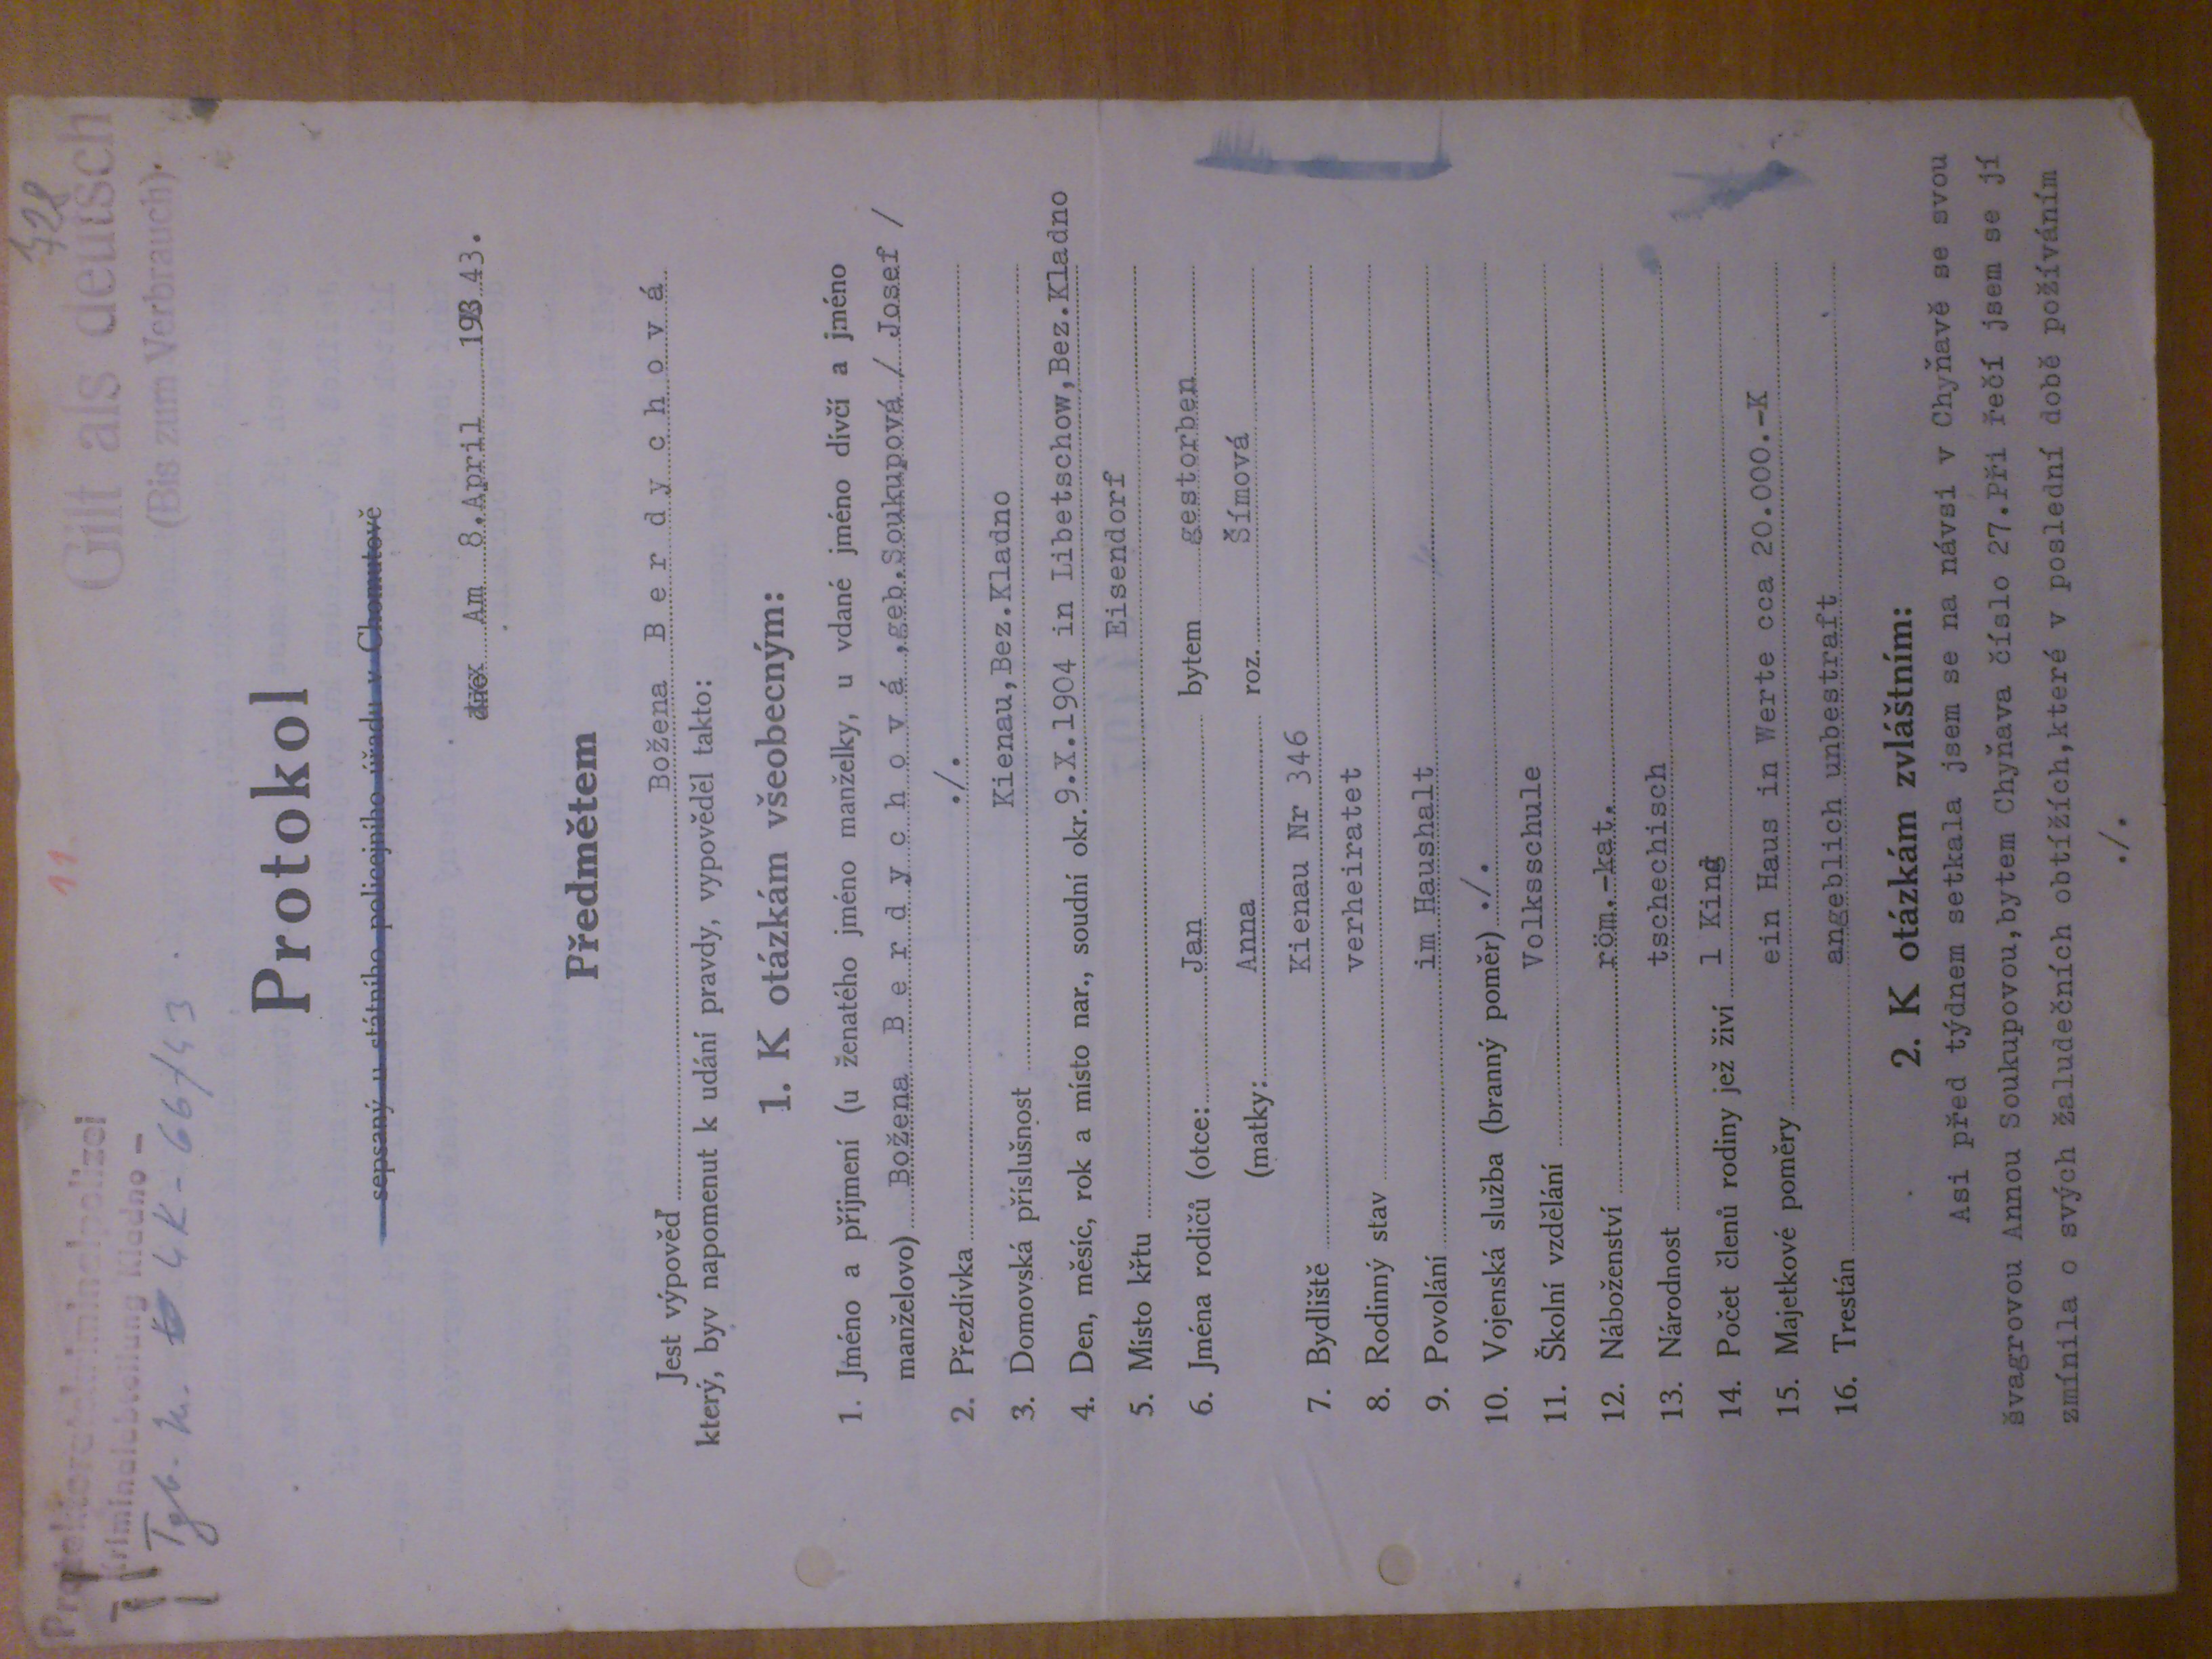 328
11.
Protektoratskriminalpolizei
– Kriminalabteilung Kladno –
Gilt als deutsch
(Bis zum Verbrauch)
Tgb. Nr. 4K - 66/43
Protokol
sepsaný u státního policejního úřadu v Chomutově
dne Am 8.April 193 43.
Předmětem
Jest výpověď Božena B e r d y c h o v á
který, byv napomenut k udání pravdy, vypověděl takto:
1. K otázkám všeobecným:
1. Jméno a příjmení (u ženatého jméno manželky, u vdané jméno dívčí a jméno
manželovo) Božena B e r d y c h o v á ,geb.Soukupová / Josef /
2. Přezdívka ./.
3. Domovská příslušnost Kienau,Bez.Kladno
4. Den, měsíc, rok a místo nar., soudní okr. 9.X.1904 in Libetschow,Bez.Kladno
5. Místo křtu Eisendorf
6. Jména rodičů (otce: Jan bytem gestorben
(matky: Anna roz. Šímová
7. Bydliště Kienau Nr 346
8. Rodinný stav verheiratet
9. Povolání im Haushalt
10. Vojenská služba (branný poměr) ./.
11. Školní vzdělání Volksschule
12. Náboženství röm.-kat.
13. Národnost tschechisch
14. Počet členů rodiny jež živí 1 Kind
15. Majetkové poměry ein Haus in Werte cca 20.000.-K
16. Trestán angeblich unbestraft
2. K otázkám zvláštním:
Asi před týdnem setkala jsem se na návsi v Chyňavě se svou
švagrovou Annou Soukupovou,bytem Chyňava číslo 27.Při řečí jsem se jí
zmínila o svých žaludečních obtížích,které v poslední době požíváním
./.